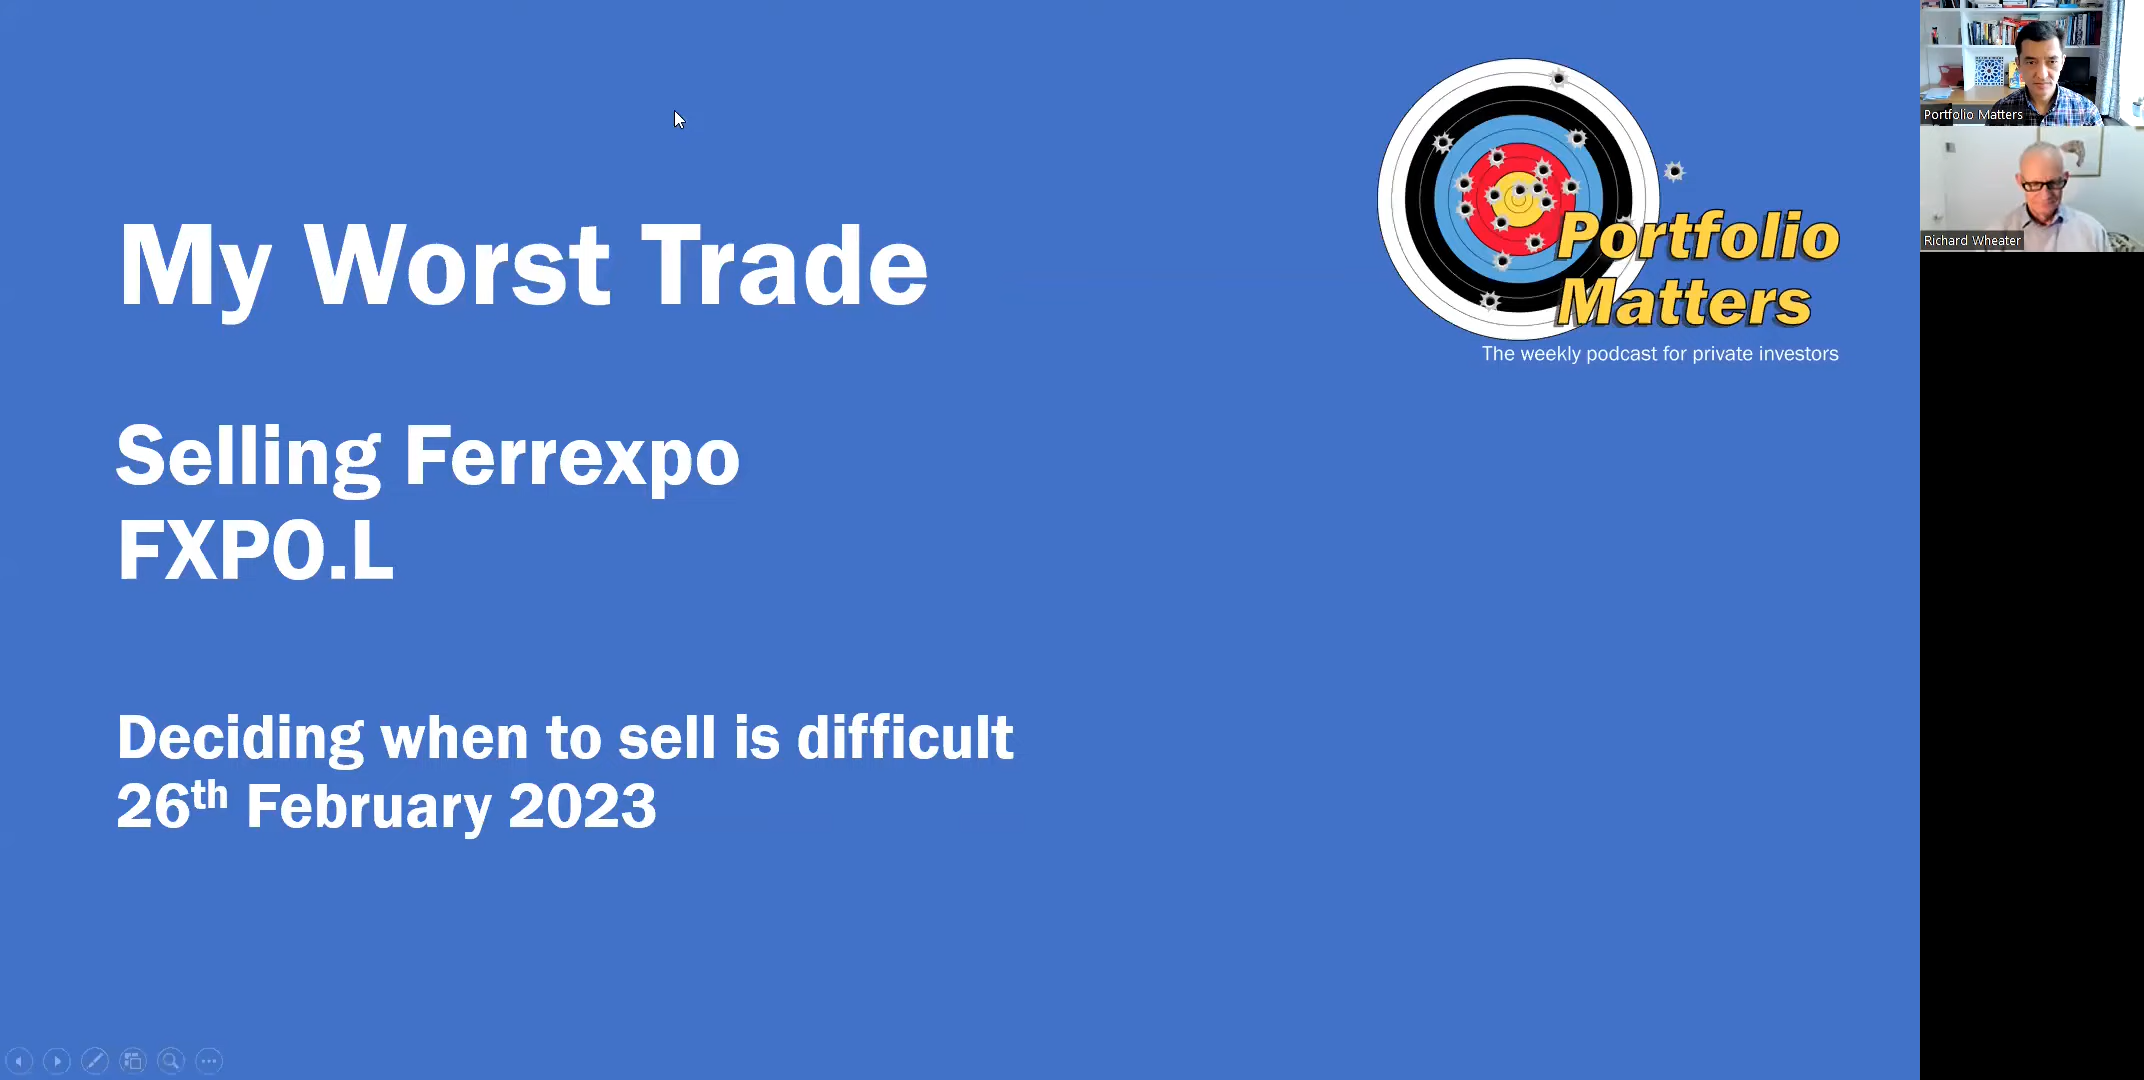 My Worst Trade
Selling Ferrexpo
FXPO.L
Deciding when to sell is difficult
26th February 2023
Portfolio
Matters
The weekly podcast for private investors
Portfolio Matters
Richard Wheater